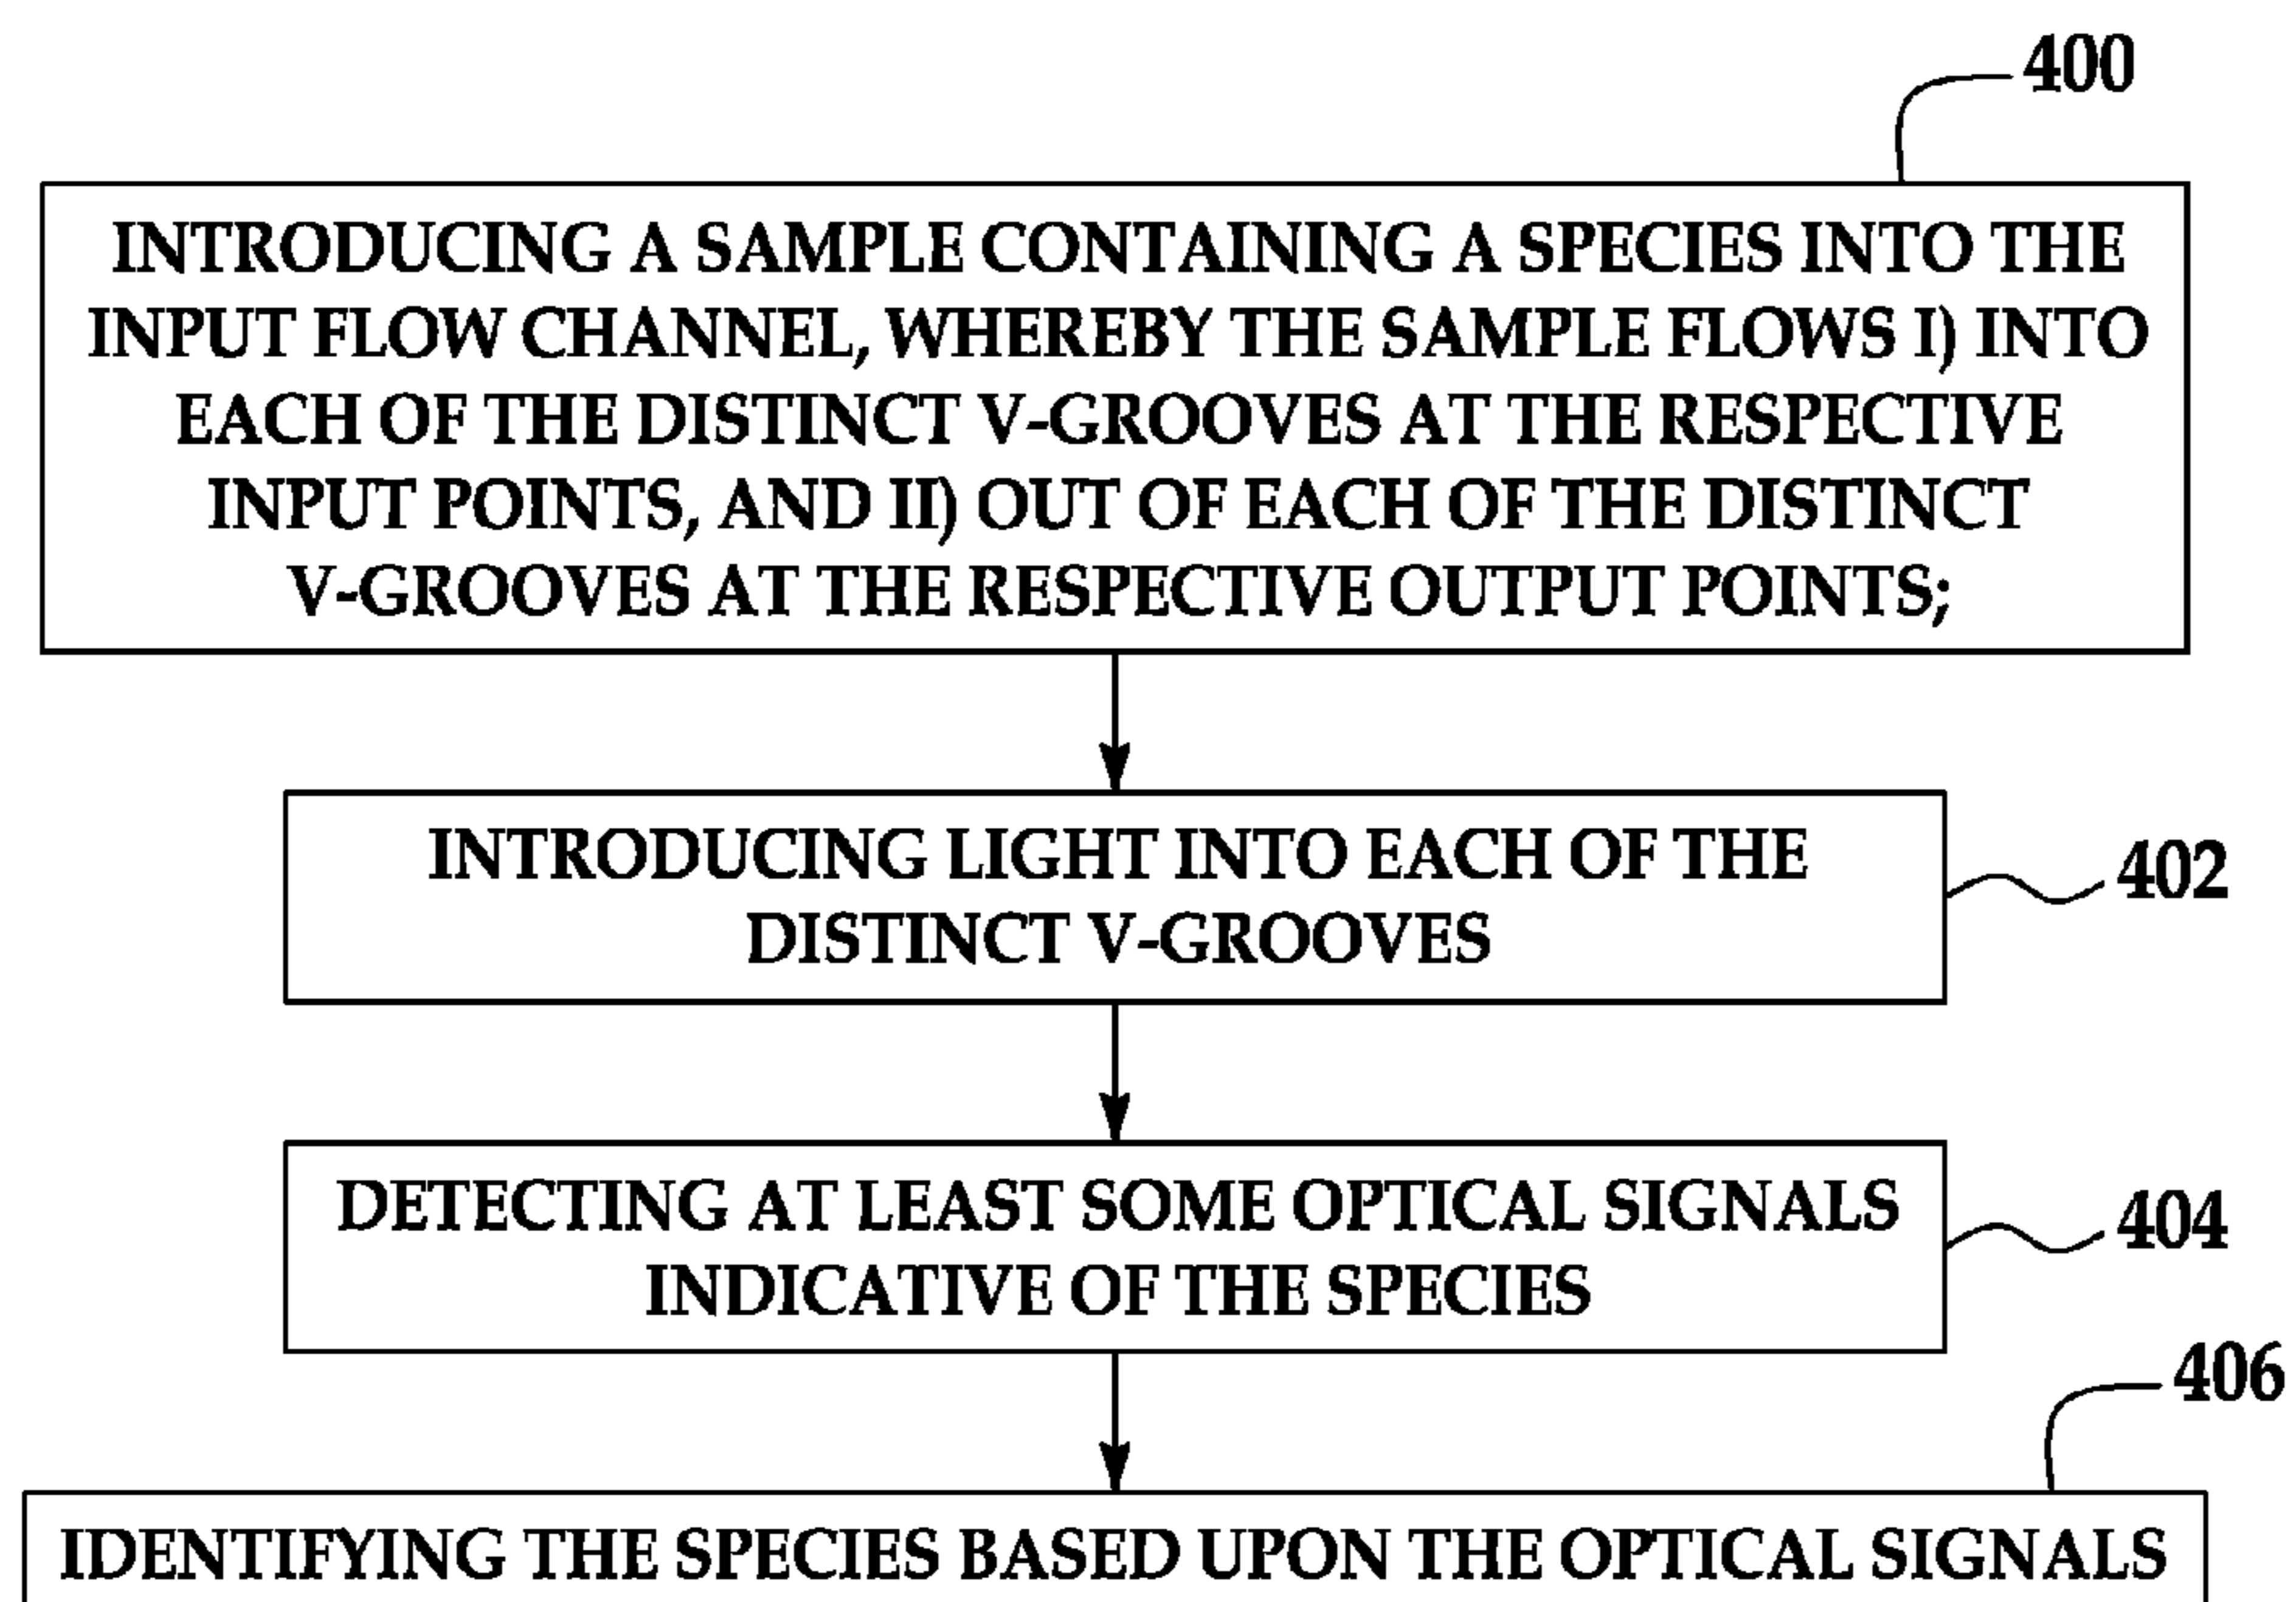 400
INTRODUCING A SAMPLE CONTAINING A SPECIES INTO THE
INPUT FLOW CHANNEL, WHEREBY THE SAMPLE FLOWS I) INTO
EACH OF THE DISTINCT V-GROOVES AT THE RESPECTIVE
INPUT POINTS, AND II) OUT OF EACH OF THE DISTINCT
V-GROOVES AT THE RESPECTIVE OUTPUT POINTS;
INTRODUCING LIGHT INTO EACH OF THE
DISTINCT V-GROOVES
402
DETECTING AT LEAST SOME OPTICAL SIGNALS
INDICATIVE OF THE SPECIES
404
406
IDENTIFYING THE SPECIES BASED UPON THE OPTICAL SIGNALS